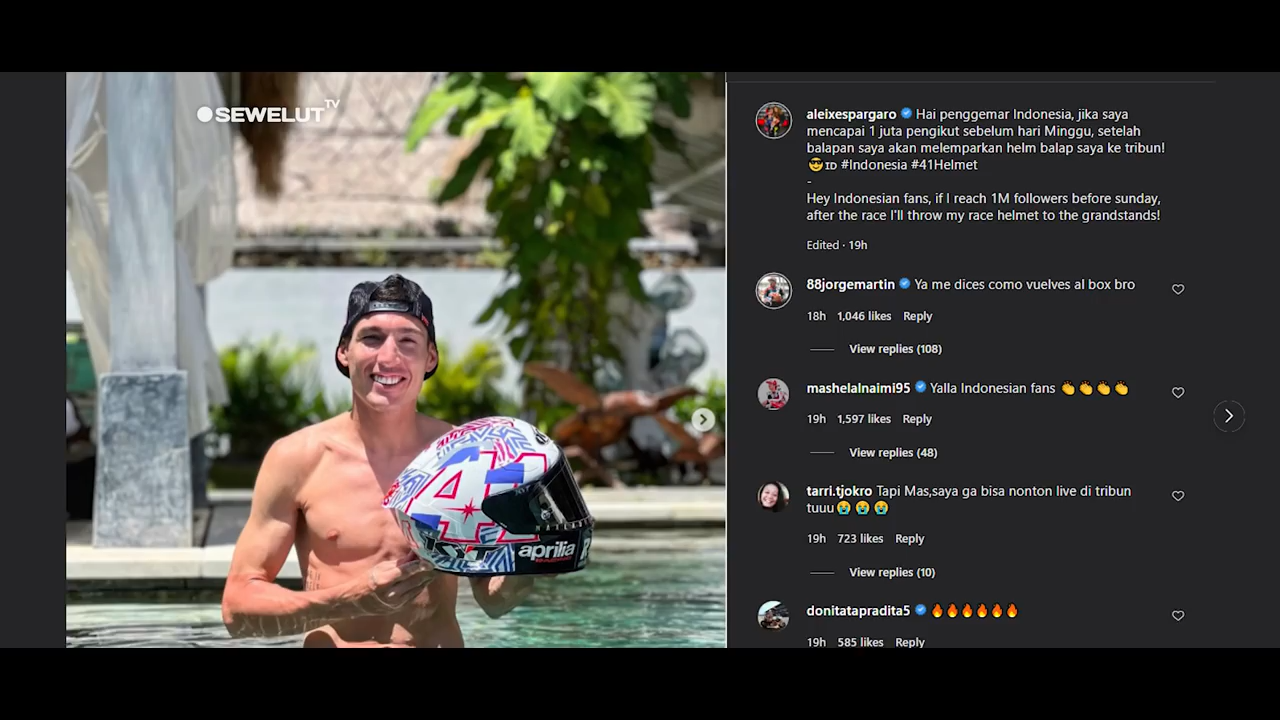 SEWELUT TV
aleixespargaro Hai penggemar Indonesia, jika saya
mencapai 1 juta pengikut sebelum hari Minggu, setelah
balapan saya akan melemparkan helm balap saya ke tribun!
😎ID #Indonesia #41Helmet
-
Hey Indonesian fans, if I reach 1M followers before sunday,
after the race I'll throw my race helmet to the grandstands!
Edited · 19h
88jorgemartin Ya me dices como vuelves al box bro
18h 1,046 likes Reply
View replies (108)
mashelalnaimi95 Yalla Indonesian fans 👏👏👏👏
19h 1,597 likes Reply
View replies (48)
tarri.tjokro Tapi Mas,saya ga bisa nonton live di tribun
tuuu😭😭😭
19h 723 likes Reply
View replies (10)
donitatapradita5 🔥🔥🔥🔥🔥🔥
19h 585 likes Reply
41
aprilia